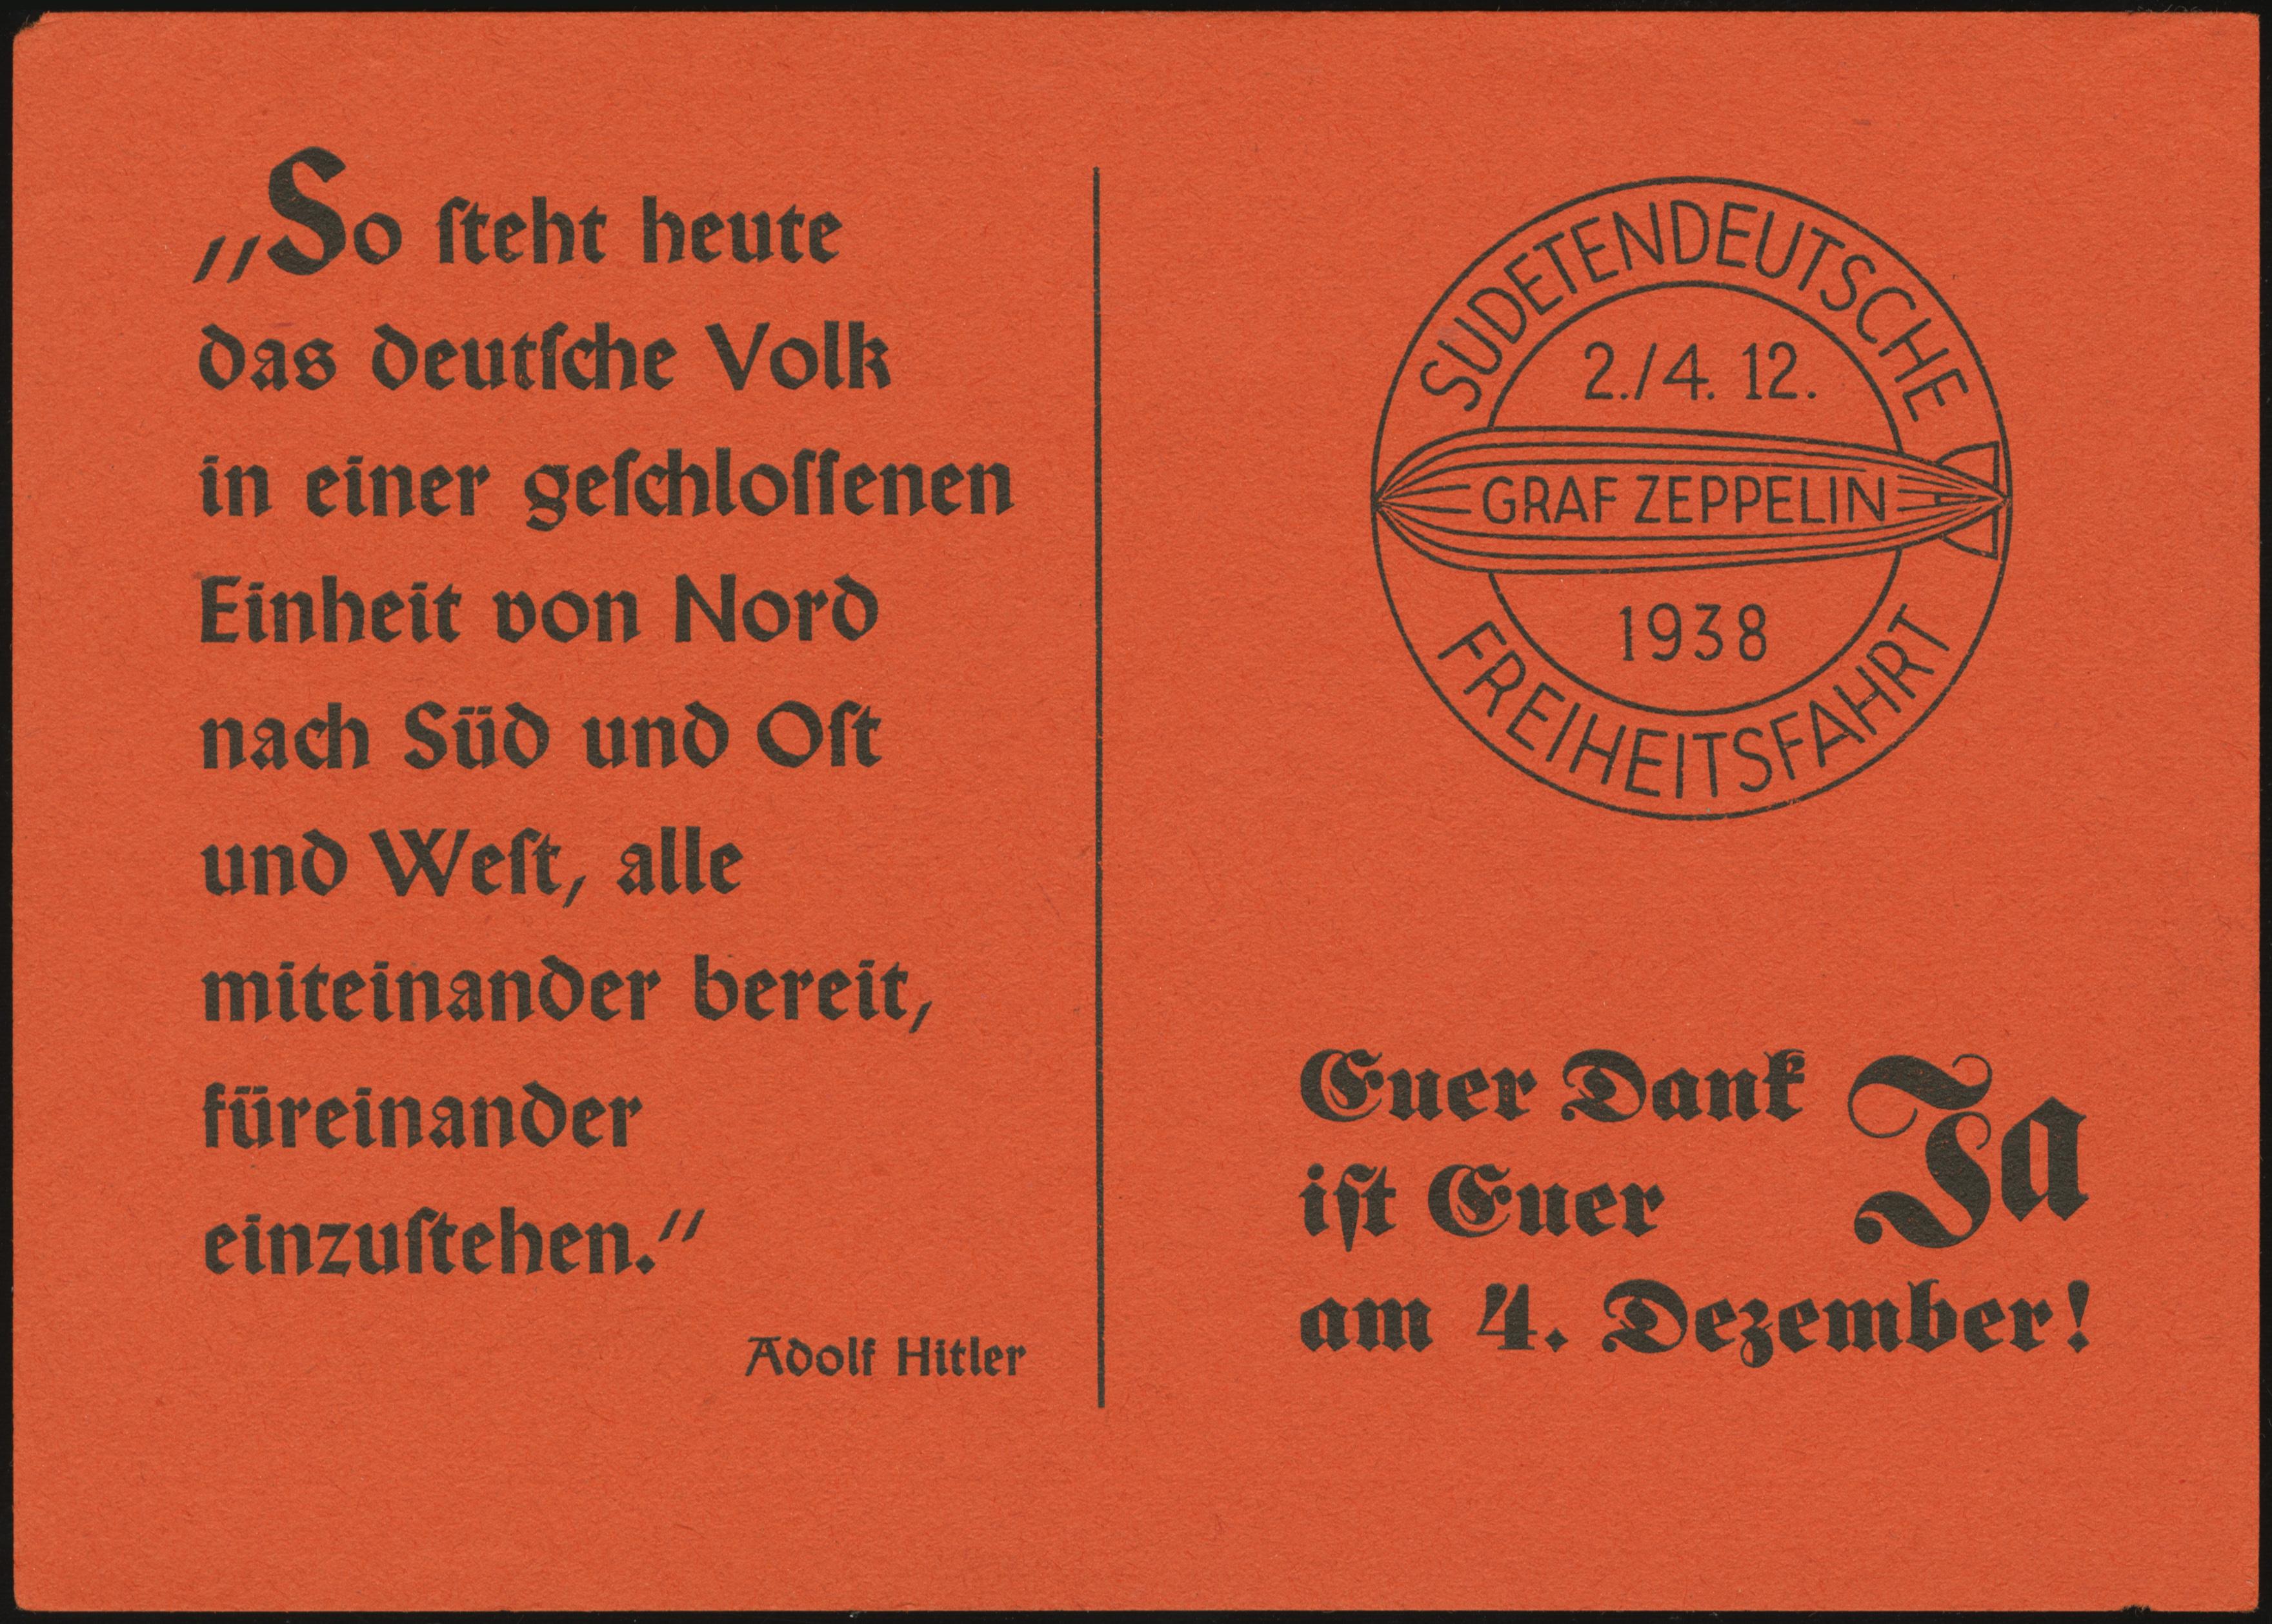 „So ſteht heute
das deutſche Volk
in einer geſchloſſenen
Einheit von Nord
nach Süd und Oſt
und Weſt, alle
miteinander bereit,
füreinander
einzuſtehen.“
Adolf Hitler
SUDETENDEUTSCHE
2./4. 12.
GRAF ZEPPELIN
1938
FREIHEITSFAHRT
Euer Dank
iſt Euer Ja
am 4. Dezember!